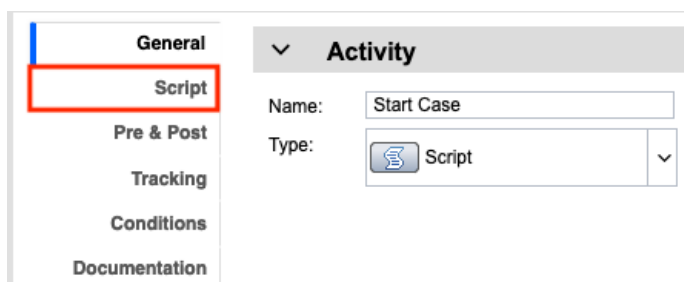 General
Script
Pre & Post
Tracking
Conditions
Documentation
Activity
Name: Start Case
Type: Script